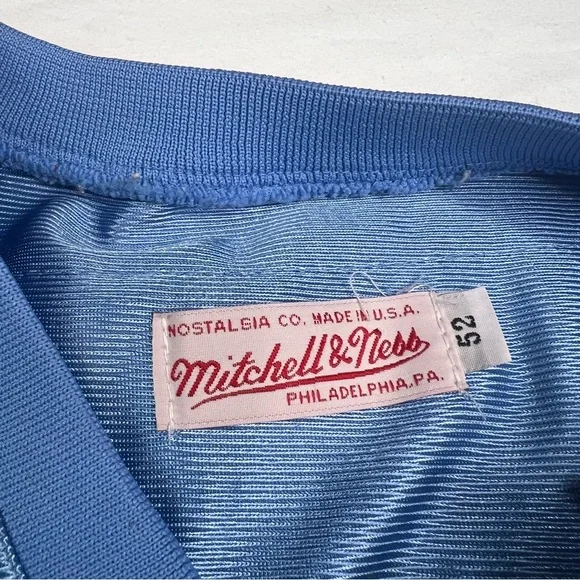 NOSTALGIA CO. MADE IN U.S.A.
Mitchell & Ness
PHILADELPHIA, PA.
52